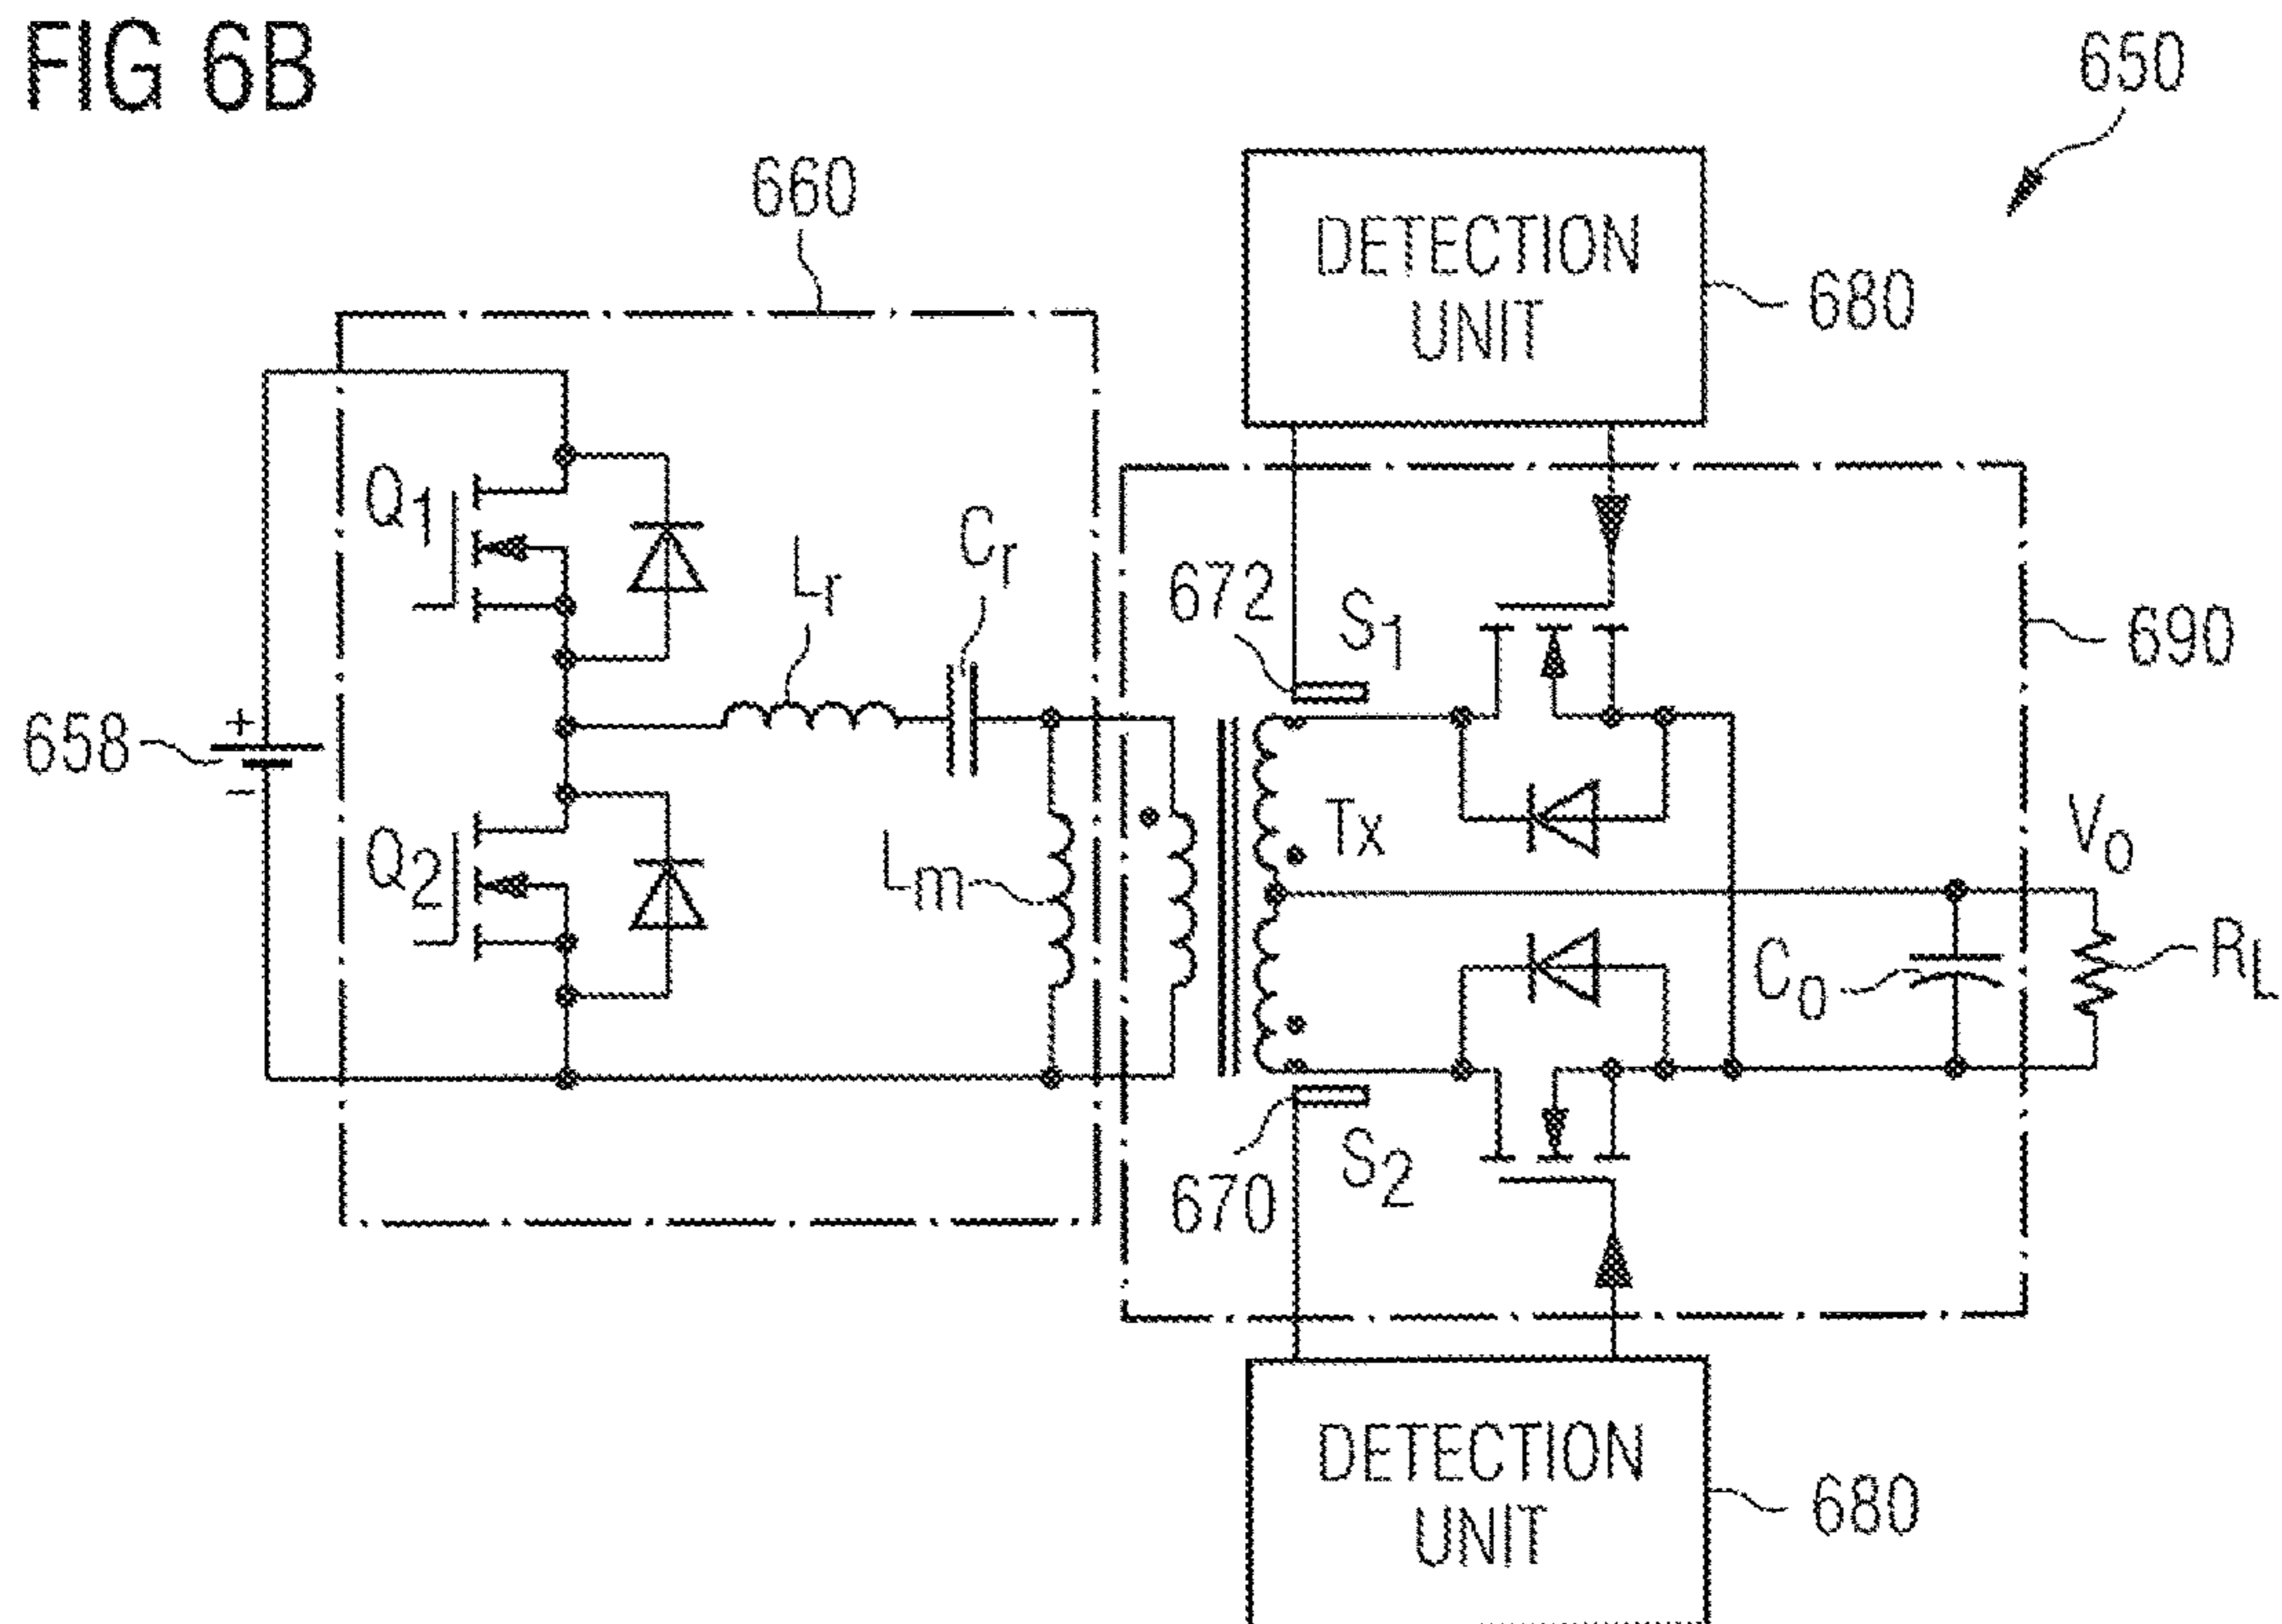 FIG 6B
650
660
DETECTION
UNIT
680
Q1
Lr
Cr
672
S1
690
658
+
-
Q2
Lm
Tx
Vo
Co
RL
670
S2
DETECTION
UNIT
680